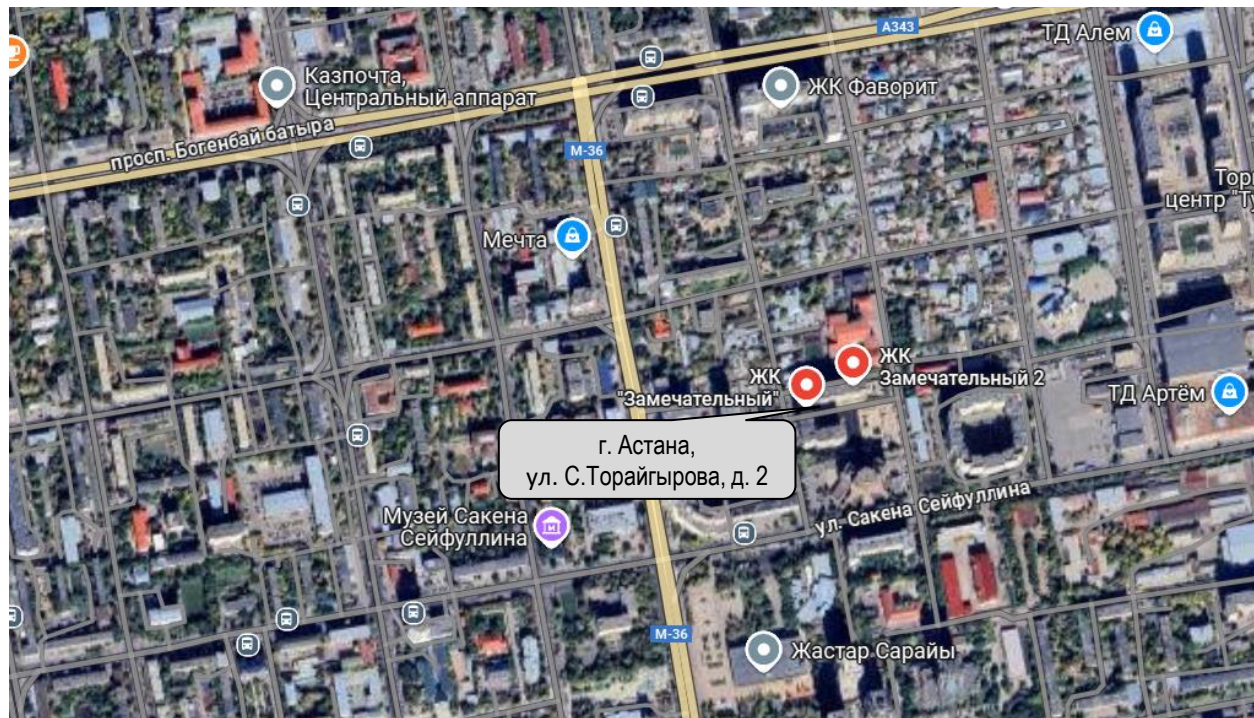 A343
ТД Алем
Казпочта,
Центральный аппарат
ЖК Фаворит
просп. Богенбай батыра
М-36
центр "Ту
Мечта
ЖК
Замечательный 2
ЖК
"Замечательный"
ТД Артём
г. Астана,
ул. С.Торайгырова, д. 2
ул. Сакена Сейфуллина
Музей Сакена
Сейфуллина
М-36
Жастар Сарайы